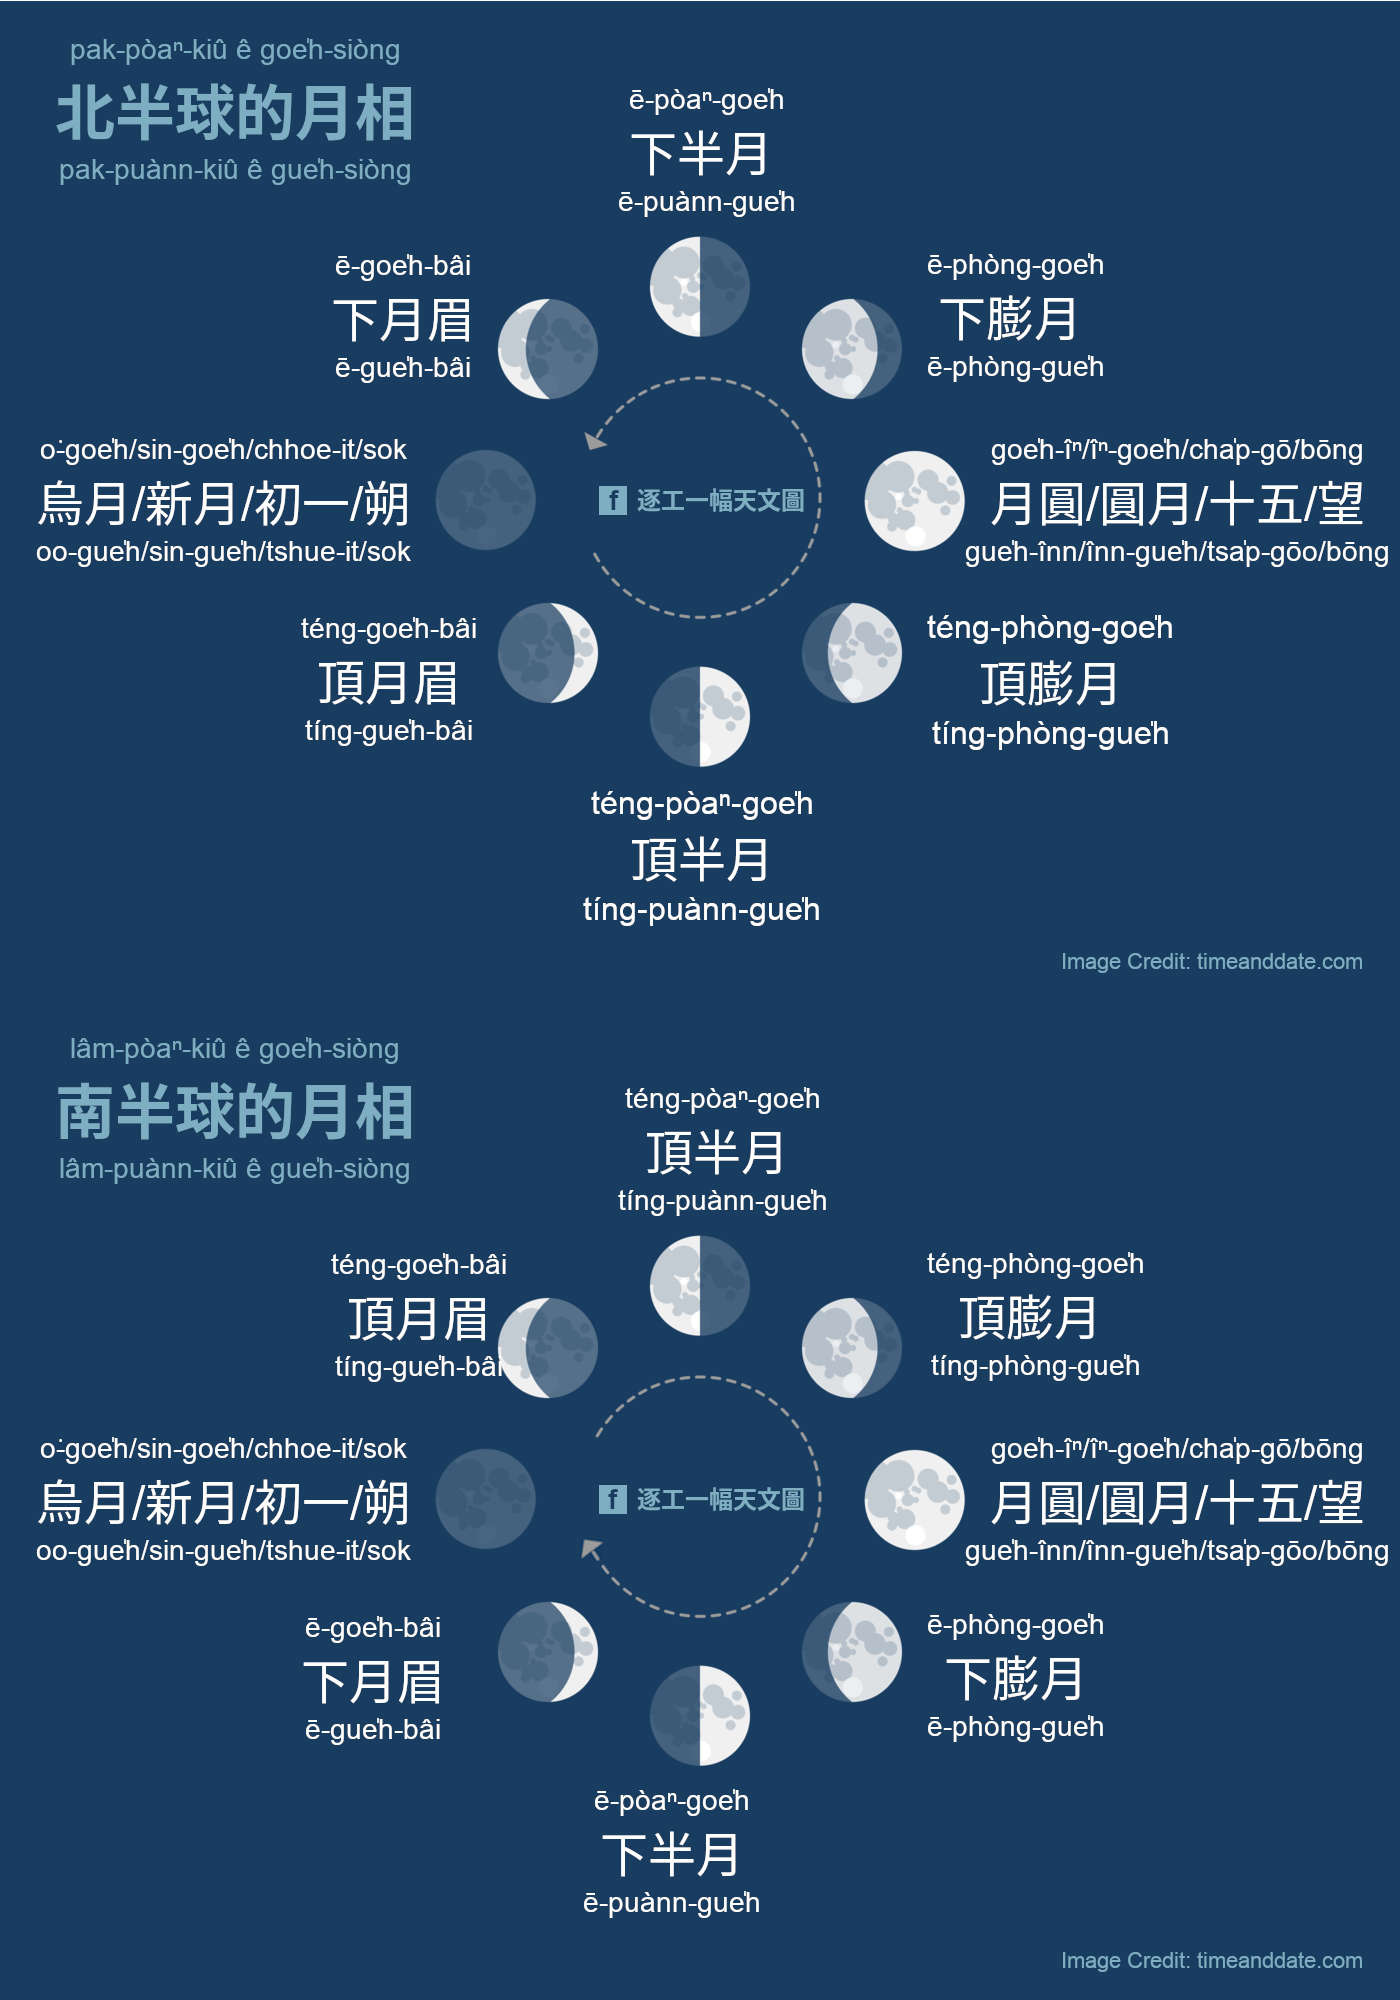 pak-pòaⁿ-kiû ê goe̍h-siòng
北半球的月相
pak-puànn-kiû ê gue̍h-siòng
ē-pòaⁿ-goe̍h
下半月
ē-puànn-gue̍h
ē-goe̍h-bâi
下月眉
ē-gue̍h-bâi
ē-phòng-goe̍h
下膨月
ē-phòng-gue̍h
o͘-goe̍h/sin-goe̍h/chhoe-it/sok
烏月/新月/初一/朔
oo-gue̍h/sin-gue̍h/tshue-it/sok
f 逐工一幅天文圖
goe̍h-îⁿ/îⁿ-goe̍h/cha̍p-gō͘/bōng
月圓/圓月/十五/望
gue̍h-înn/înn-gue̍h/tsa̍p-gōo/bōng
téng-goe̍h-bâi
頂月眉
tíng-gue̍h-bâi
téng-phòng-goe̍h
頂膨月
tíng-phòng-gue̍h
téng-pòaⁿ-goe̍h
頂半月
tíng-puànn-gue̍h
Image Credit: timeanddate.com
lâm-pòaⁿ-kiû ê goe̍h-siòng
南半球的月相
lâm-puànn-kiû ê gue̍h-siòng
téng-pòaⁿ-goe̍h
頂半月
tíng-puànn-gue̍h
téng-goe̍h-bâi
頂月眉
tíng-gue̍h-bâi
téng-phòng-goe̍h
頂膨月
tíng-phòng-gue̍h
o͘-goe̍h/sin-goe̍h/chhoe-it/sok
烏月/新月/初一/朔
oo-gue̍h/sin-gue̍h/tshue-it/sok
f 逐工一幅天文圖
goe̍h-îⁿ/îⁿ-goe̍h/cha̍p-gō͘/bōng
月圓/圓月/十五/望
gue̍h-înn/înn-gue̍h/tsa̍p-gōo/bōng
ē-goe̍h-bâi
下月眉
ē-gue̍h-bâi
ē-phòng-goe̍h
下膨月
ē-phòng-gue̍h
ē-pòaⁿ-goe̍h
下半月
ē-puànn-gue̍h
Image Credit: timeanddate.com